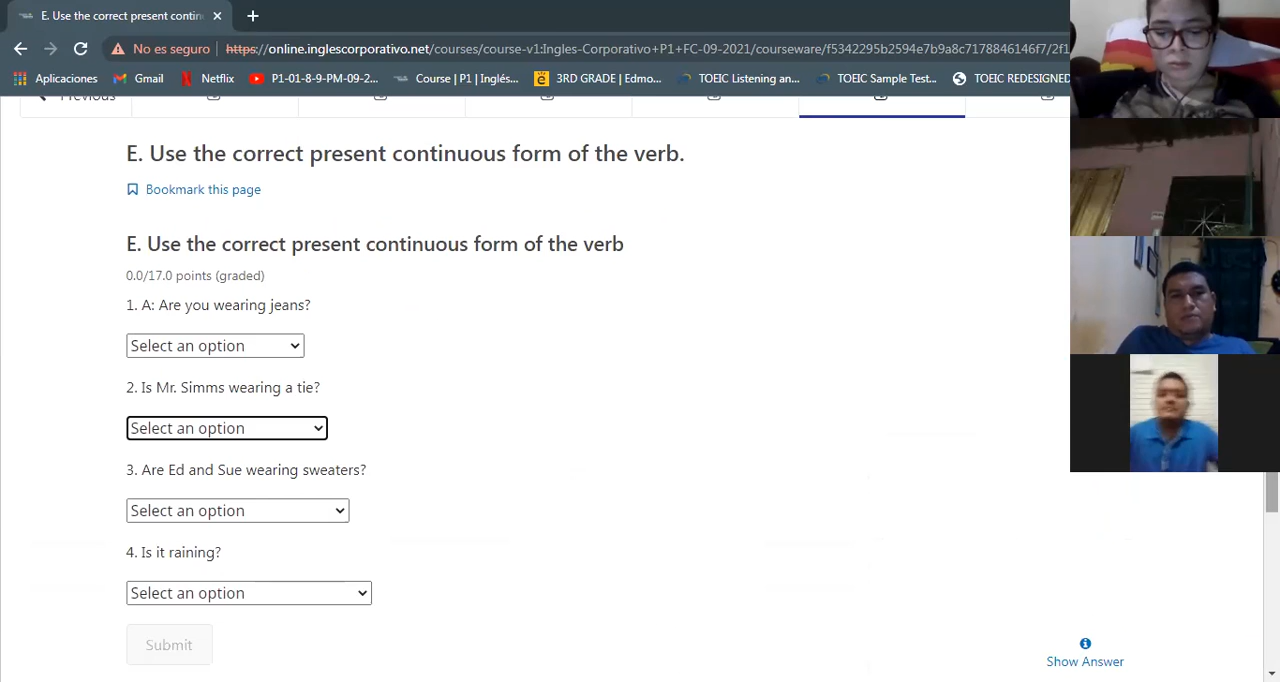 E. Use the correct present contin
No es seguro
https://online.inglescorporativo.net/courses/course-v1:Ingles-Corporativo+P1+FC-09-2021/courseware/f5342295b2594e7b9a8c7178846146f7/2f1
Aplicaciones Gmail Netflix P1-01-8-9-PM-09-2... Course | P1 | Inglés... 3RD GRADE | Edmo... TOEIC Listening an... TOEIC Sample Test... TOEIC REDESIGNED
Previous
E. Use the correct present continuous form of the verb.
Bookmark this page
E. Use the correct present continuous form of the verb
0.0/17.0 points (graded)
1. A: Are you wearing jeans?
Select an option
2. Is Mr. Simms wearing a tie?
Select an option
3. Are Ed and Sue wearing sweaters?
Select an option
4. Is it raining?
Select an option
Submit
Show Answer